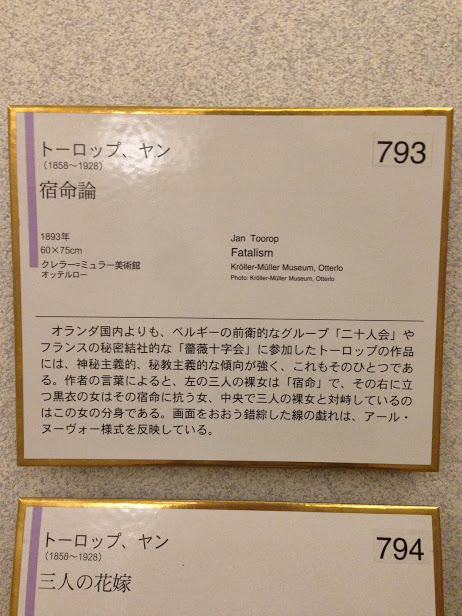 トーロップ、ヤン
(1858〜1928)
793
宿命論
1893年
60×75cm
クレラー=ミュラー美術館
オッテルロー
Jan Toorop
Fatalism
Kröller-Müller Museum, Otterlo
Photo: Kröller-Müller Museum, Otterlo
オランダ国内よりも、ベルギーの前衛的なグループ「二十人会」や
フランスの秘密結社的な「薔薇十字会」に参加したトーロップの作品
には、神秘主義的、秘教主義的な傾向が強く、これもそのひとつであ
る。作者の言葉によると、左の三人の裸女は「宿命」で、その右に立
つ黒衣の女はその宿命に抗う女、中央で三人の裸女と対峙しているの
はこの女の分身である。画面をおおう錯綜した線の戯れは、アール・
ヌーヴォー様式を反映している。
トーロップ、ヤン
(1858〜1928)
794
三人の花嫁